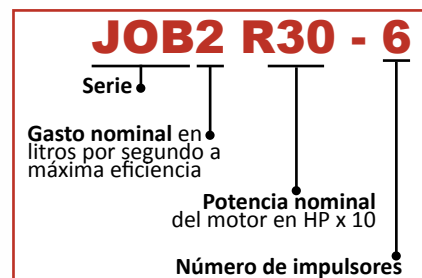 JOB2 R30 - 6
Serie
Gasto nominal en
litros por segundo a
máxima eficiencia
Potencia nominal
del motor en HP x 10
Número de impulsores